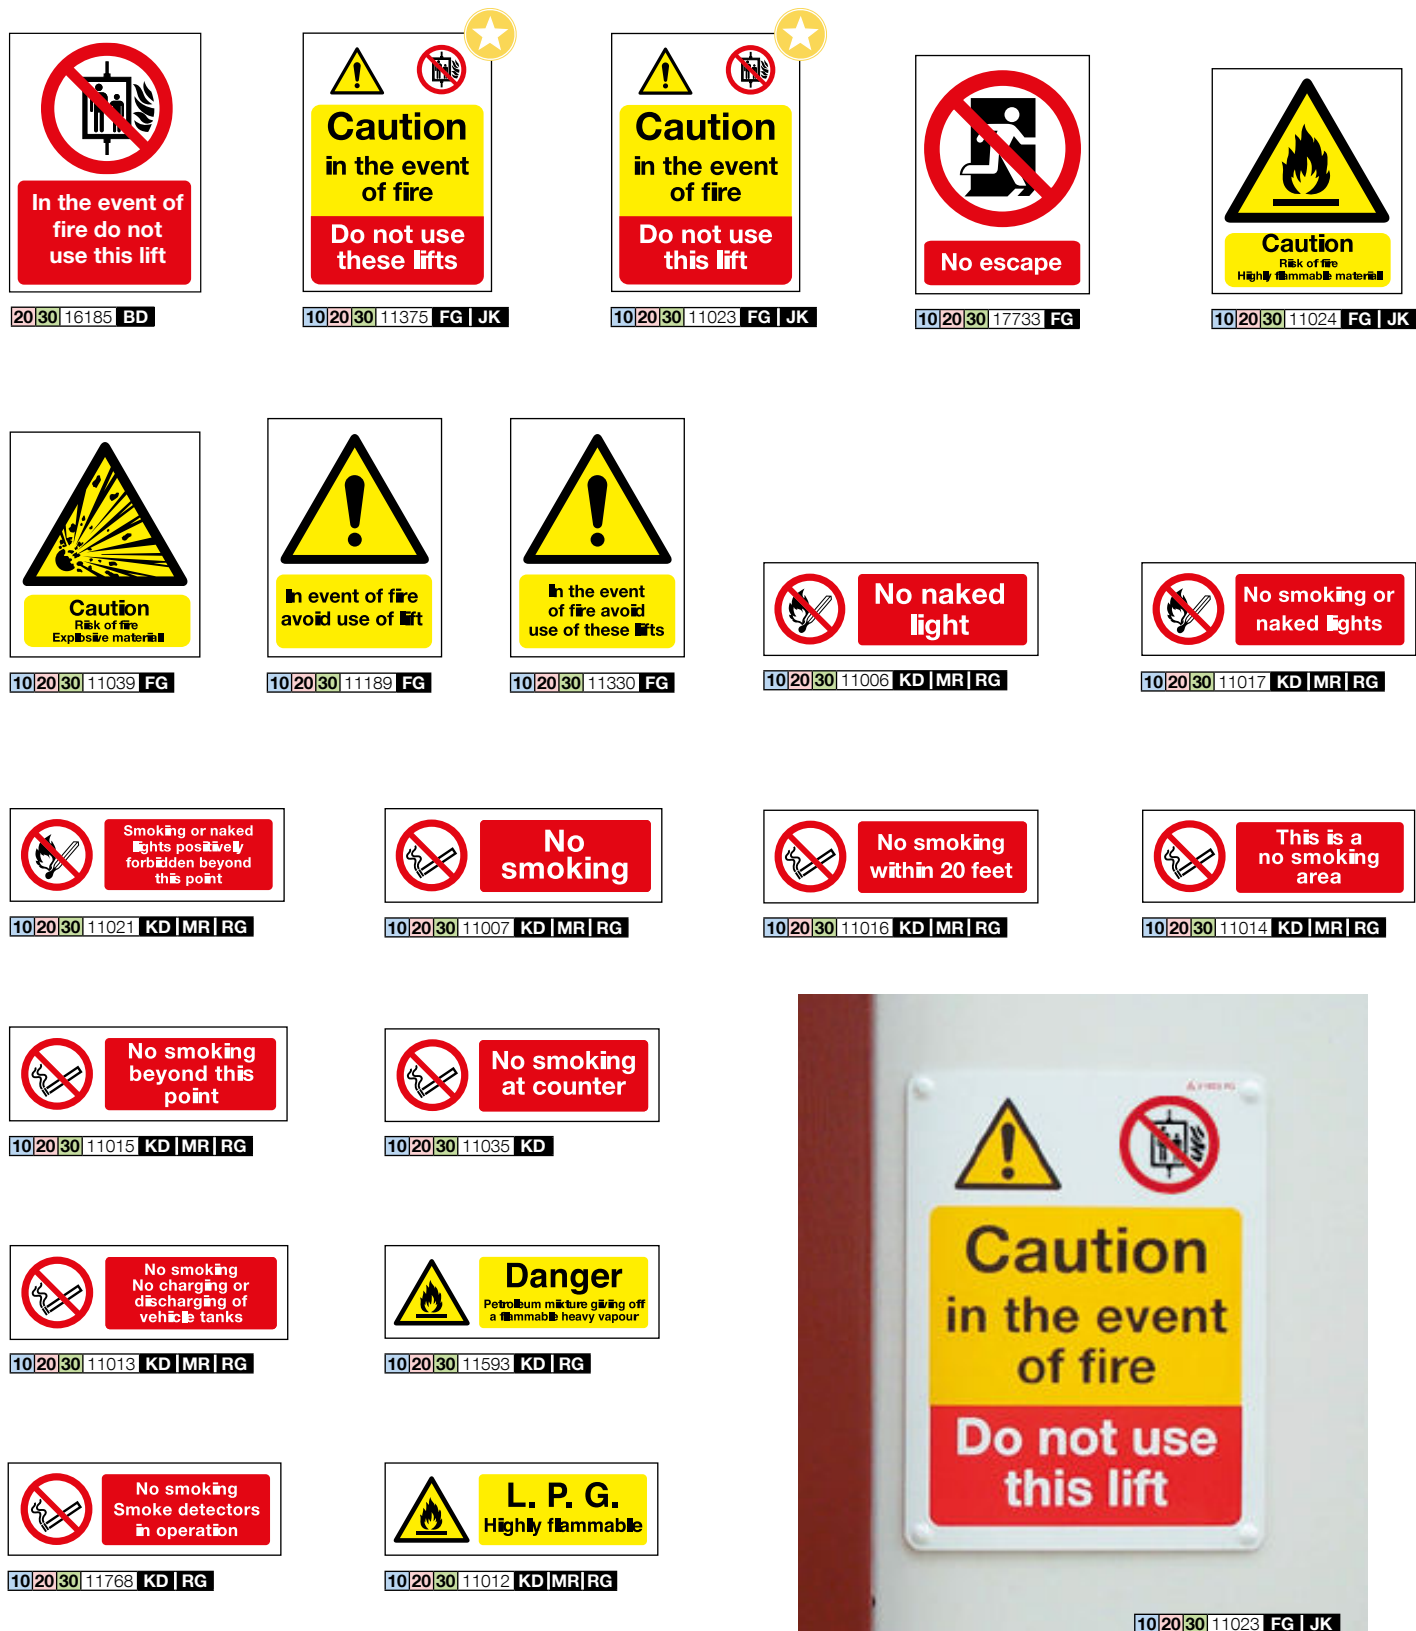 In the event of
fire do not
use this lift
20 30 16185 BD
Caution
in the event
of fire
Do not use
these lifts
10 20 30 11375 FG JK
Caution
in the event
of fire
Do not use
this lift
10 20 30 11023 FG JK
No escape
10 20 30 17733 FG
Caution
Risk of fire
Highly flammable material
10 20 30 11024 FG JK
Caution
Risk of fire
Explosive material
10 20 30 11039 FG
In event of fire
avoid use of lift
10 20 30 11189 FG
In the event
of fire avoid
use of these lifts
10 20 30 11330 FG
No naked
light
10 20 30 11006 KD MR RG
No smoking or
naked lights
10 20 30 11017 KD MR RG
Smoking or naked
lights positively
forbidden beyond
this point
10 20 30 11021 KD MR RG
No
smoking
10 20 30 11007 KD MR RG
No smoking
within 20 feet
10 20 30 11016 KD MR RG
This is a
no smoking
area
10 20 30 11014 KD MR RG
No smoking
beyond this
point
10 20 30 11015 KD MR RG
No smoking
at counter
10 20 30 11035 KD
No smoking
No charging or
discharging of
vehicle tanks
10 20 30 11013 KD MR RG
Danger
Petroleum mixture giving off
a flammable heavy vapour
10 20 30 11593 KD RG
No smoking
Smoke detectors
in operation
10 20 30 11768 KD RG
L. P. G.
Highly flammable
10 20 30 11012 KD MR RG
Caution
in the event
of fire
Do not use
this lift
10 20 30 11023 FG JK